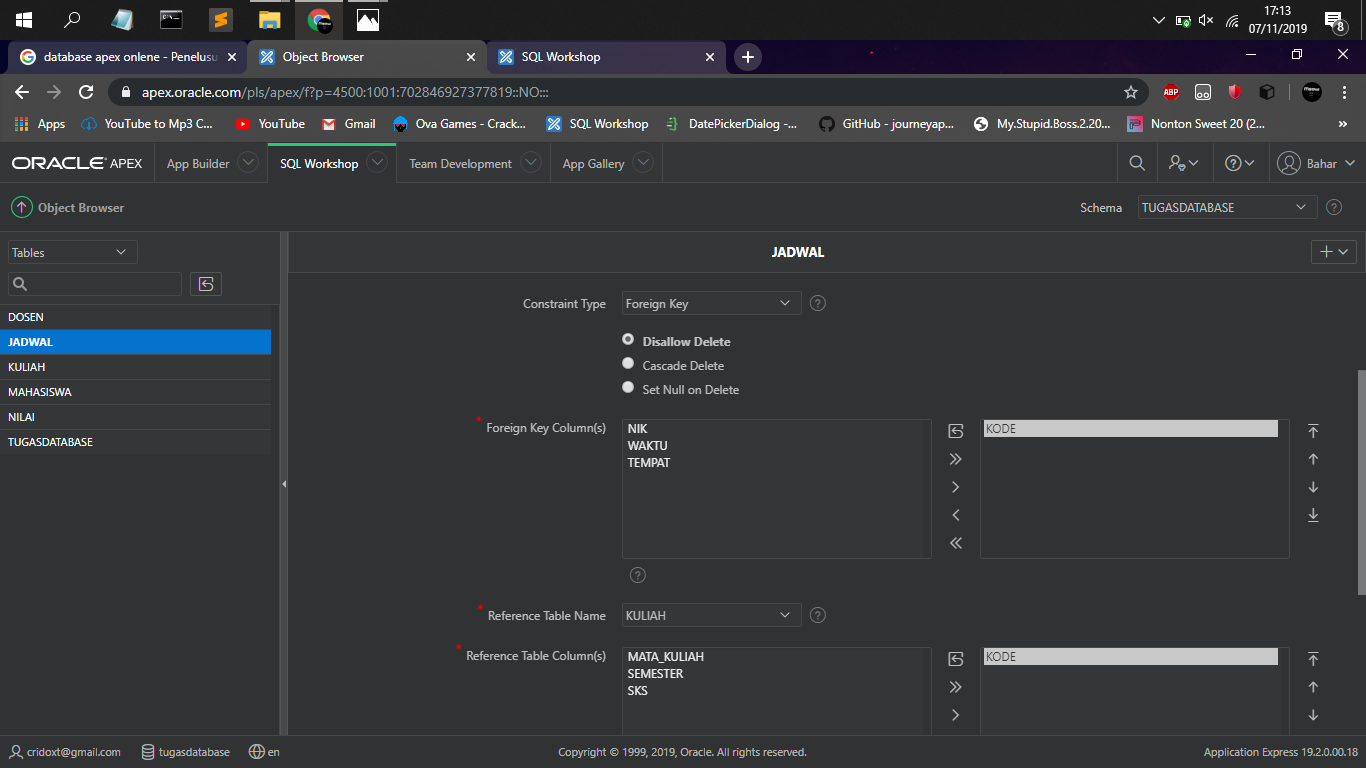 17:13
07/11/2019
8
database apex onlene - Penelusu
Object Browser
SQL Workshop
apex.oracle.com/pls/apex/f?p=4500:1001:702846927377819::NO:::
ABP
Apps
YouTube to Mp3 C...
YouTube
Gmail
Ova Games - Crack...
SQL Workshop
DatePickerDialog -...
GitHub - journeyap...
My.Stupid.Boss.2.20...
Nonton Sweet 20 (2...
»
ORACLE APEX
App Builder
SQL Workshop
Team Development
App Gallery
Bahar
Object Browser
Schema
TUGASDATABASE
Tables
JADWAL
DOSEN
JADWAL
KULIAH
MAHASISWA
NILAI
TUGASDATABASE
Constraint Type
Foreign Key
Disallow Delete
Cascade Delete
Set Null on Delete
* Foreign Key Column(s)
NIK
WAKTU
TEMPAT
KODE
* Reference Table Name
KULIAH
* Reference Table Column(s)
MATA_KULIAH
SEMESTER
SKS
KODE
cridoxt@gmail.com
tugasdatabase
en
Copyright © 1999, 2019, Oracle. All rights reserved.
Application Express 19.2.0.00.18